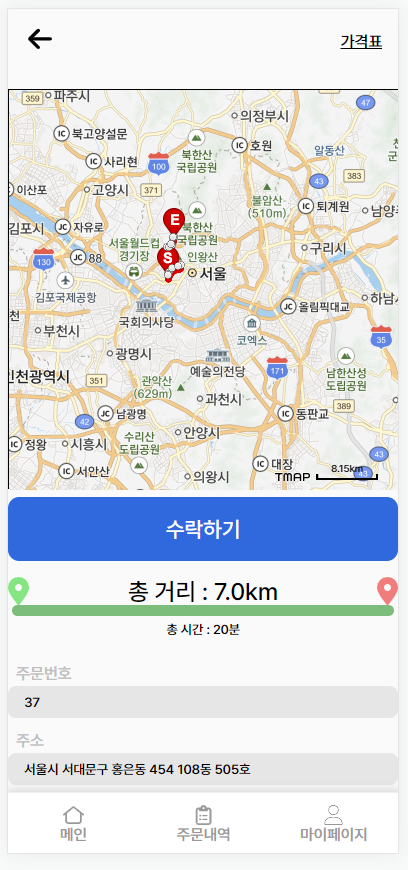 가격표
359
파주시
47
의정부시
IC 북고양설문
북한산
국립공원
IC 호원
알동산
IC 사리현
100
383
이산포
고양시
371
43
불암산
(510m)
IC 퇴계원
남양주
김포시
JC 자유로
E
북한산
국립공원
서울월드컵
경기장
구리시
130
JC 88
S
인왕산
서울
김포국제공항
하남시
국회의사당
JC 올림픽대교
부천시
코엑스
35
광명시
예술의전당
171
남한산성
도립공원
인천광역시
351
관악산
(629m)
과천시
389
42
JC 남광명
IC 동판교
IC 정왕
시흥시
수리산
도립공원
안양시
IC 서안산
의왕시
IC 대장
43
TMAP
8.15km
43
수락하기
총 거리 : 7.0km
총 시간 : 20분
주문번호
37
주소
서울시 서대문구 홍은동 454 108동 505호
메인
주문내역
마이페이지